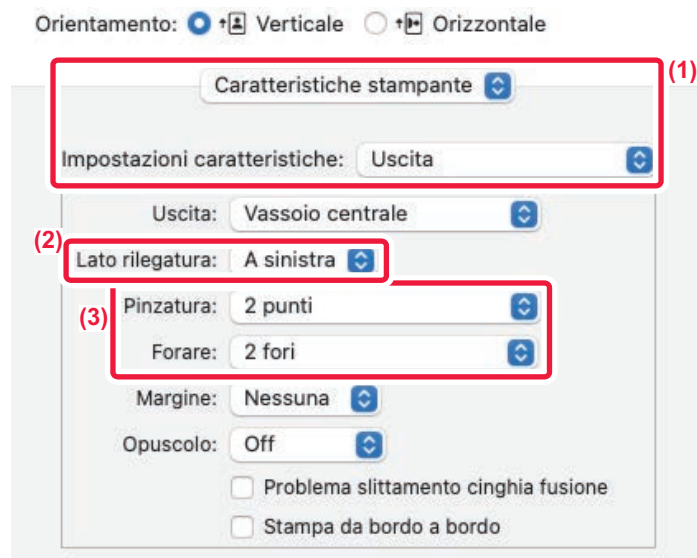 Orientamento: Verticale Orizzontale
(1)
Caratteristiche stampante
Impostazioni caratteristiche: Uscita
Uscita: Vassoio centrale
(2)
Lato rilegatura: A sinistra
(3)
Pinzatura: 2 punti
Forare: 2 fori
Margine: Nessuna
Opuscolo: Off
Problema slittamento cinghia fusione
Stampa da bordo a bordo